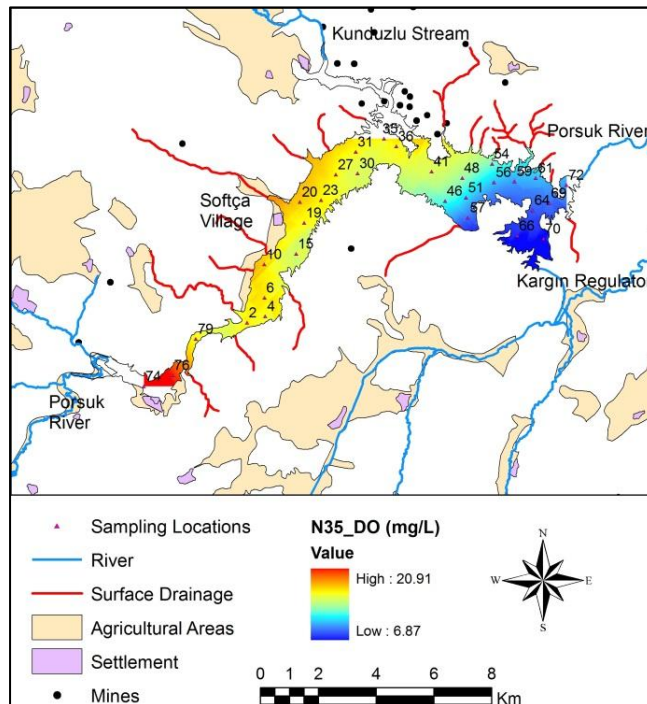 Kunduzlu Stream
35
36
31
Porsuk River
54
41
27
30
48
56
59
61
72
Softça
Village
20
23
46
51
64
69
19
57
66
70
10
15
Kargın Regulator
6
4
2
79
74
76
Porsuk
River
Sampling Locations
River
Surface Drainage
Agricultural Areas
Settlement
Mines
N35_DO (mg/L)
Value
High : 20.91
Low : 6.87
N
W
E
S
0 1 2 4 6 8
Km